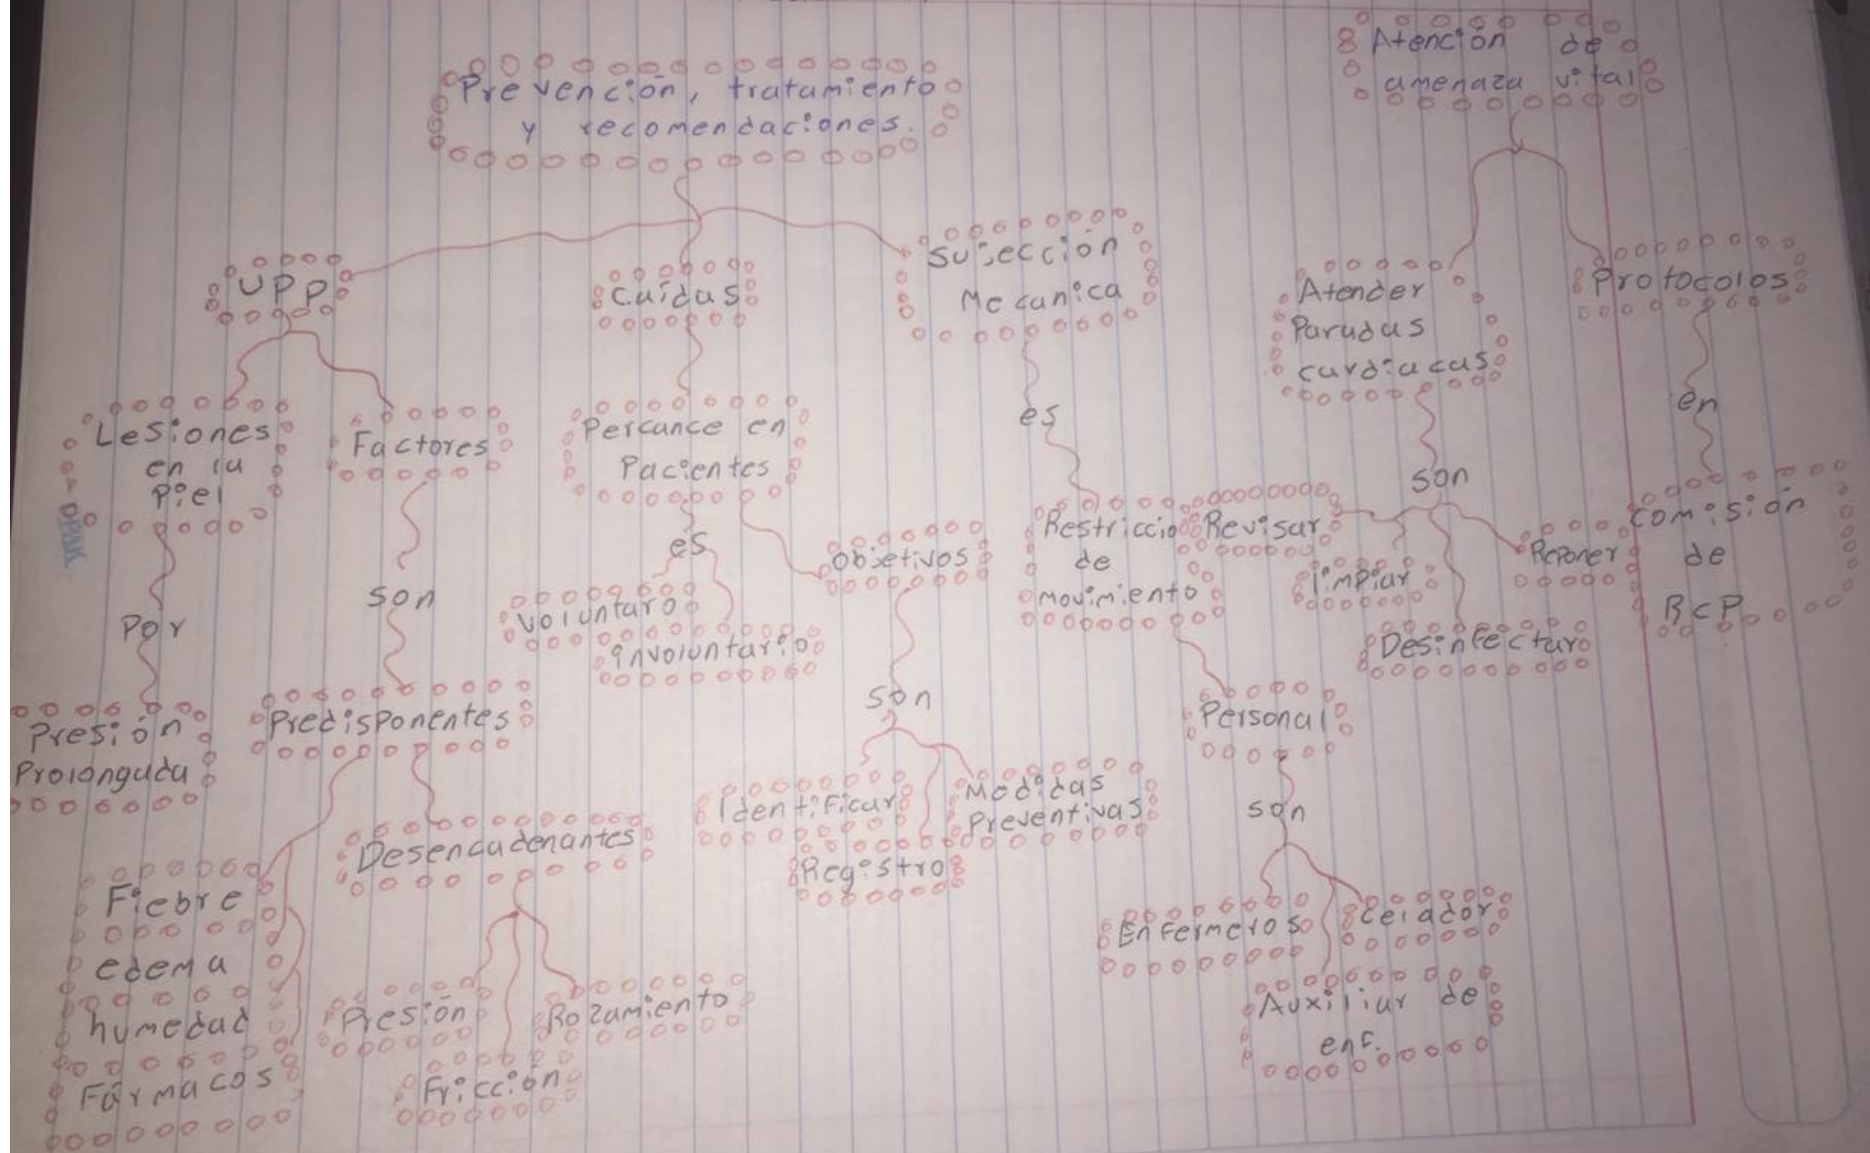 Prevención, tratamiento
y recomendaciones.
UPP
Lesiones
en la
Piel
Por
Presión
Prolongada
Factores
son
Predisponentes
Fiebre
edema
humedad
Fármacos
Desencadenantes
Presión
Fricción
Rozamiento
Caídas
Percance en
Pacientes
es
Voluntaro
involuntario
Objetivos
son
Identificar
Registro
Medidas
Preventivas
Sujección
Mecanica
es
Restriccio
de
movimiento
Personal
son
Enfermeros
Auxiliar de
enf.
Celador
Atención de
amenaza vital
Atender
Paradas
cardiacas
son
Revisar
limpiar
Desinfectar
Reponer
Protocolos
en
comisión
de
RCP